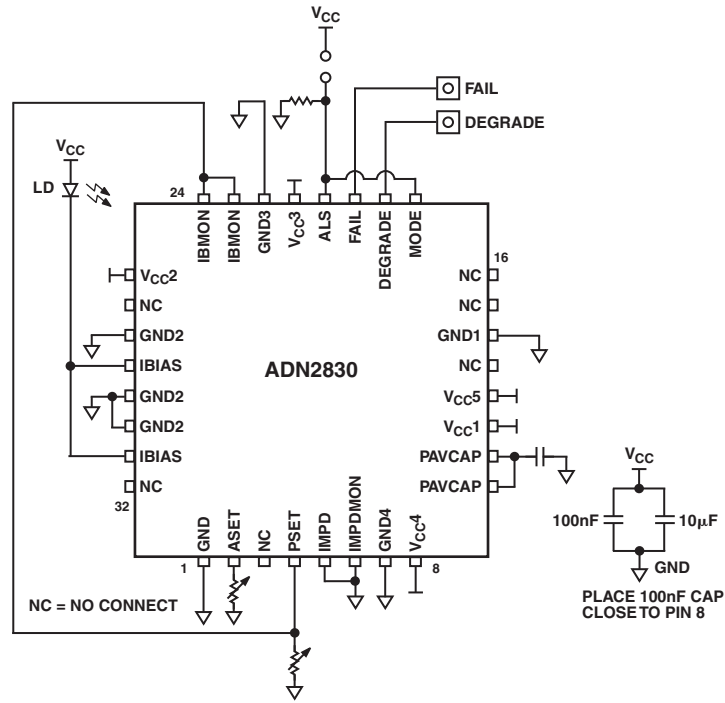 VCC
FAIL
DEGRADE
VCC
LD
24
IBMON
IBMON
GND3
VCC3
ALS
FAIL
DEGRADE
MODE
16
VCC2
NC
GND2
IBIAS
GND2
GND2
IBIAS
NC
32
ADN2830
NC
NC
GND1
NC
VCC5
VCC1
PAVCAP
PAVCAP
1
GND
ASET
NC
PSET
IMPD
IMPDMON
GND4
VCC4
8
NC = NO CONNECT
VCC
100nF
10μF
GND
PLACE 100nF CAP
CLOSE TO PIN 8